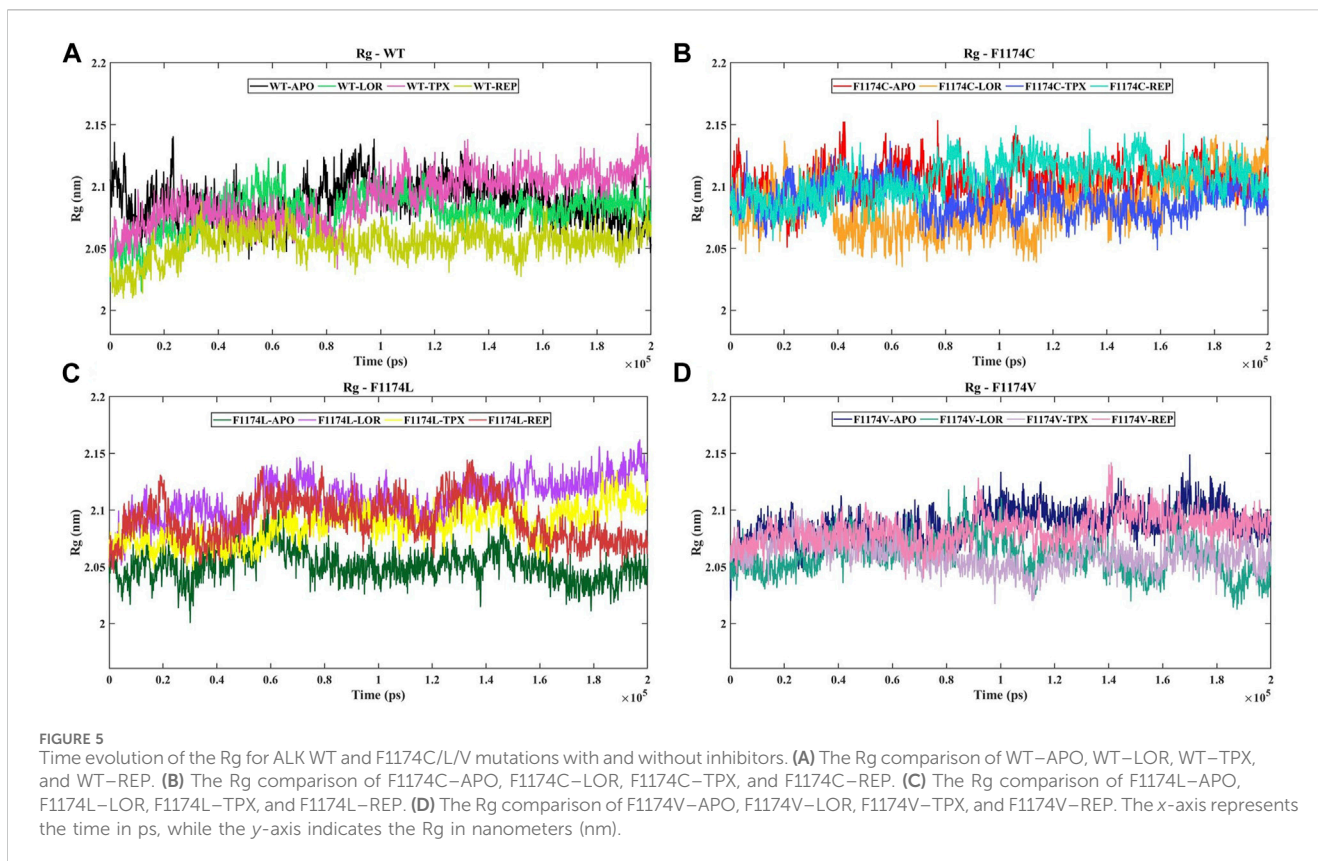 A
Rg - WT
WT-APO WT-LOR WT-TPX WT-REP
2.2
2.15
2.1
2.05
2
Rg (nm)
0 0.2 0.4 0.6 0.8 1 1.2 1.4 1.6 1.8 2
Time (ps)
×10⁵
B
Rg - F1174C
F1174C-APO F1174C-LOR F1174C-TPX F1174C-REP
2.2
2.15
2.1
2.05
2
Rg (nm)
0 0.2 0.4 0.6 0.8 1 1.2 1.4 1.6 1.8 2
Time (ps)
×10⁵
C
Rg - F1174L
F1174L-APO F1174L-LOR F1174L-TPX F1174L-REP
2.2
2.15
2.1
2.05
2
Rg (nm)
0 0.2 0.4 0.6 0.8 1 1.2 1.4 1.6 1.8 2
Time (ps)
×10⁵
D
Rg - F1174V
F1174V-APO F1174V-LOR F1174V-TPX F1174V-REP
2.2
2.15
2.1
2.05
2
Rg (nm)
0 0.2 0.4 0.6 0.8 1 1.2 1.4 1.6 1.8 2
Time (ps)
×10⁵
FIGURE 5
Time evolution of the Rg for ALK WT and F1174C/L/V mutations with and without inhibitors. (A) The Rg comparison of WT–APO, WT–LOR, WT–TPX,
and WT–REP. (B) The Rg comparison of F1174C–APO, F1174C–LOR, F1174C–TPX, and F1174C–REP. (C) The Rg comparison of F1174L–APO,
F1174L–LOR, F1174L–TPX, and F1174L–REP. (D) The Rg comparison of F1174V–APO, F1174V–LOR, F1174V–TPX, and F1174V–REP. The x-axis represents
the time in ps, while the y-axis indicates the Rg in nanometers (nm).